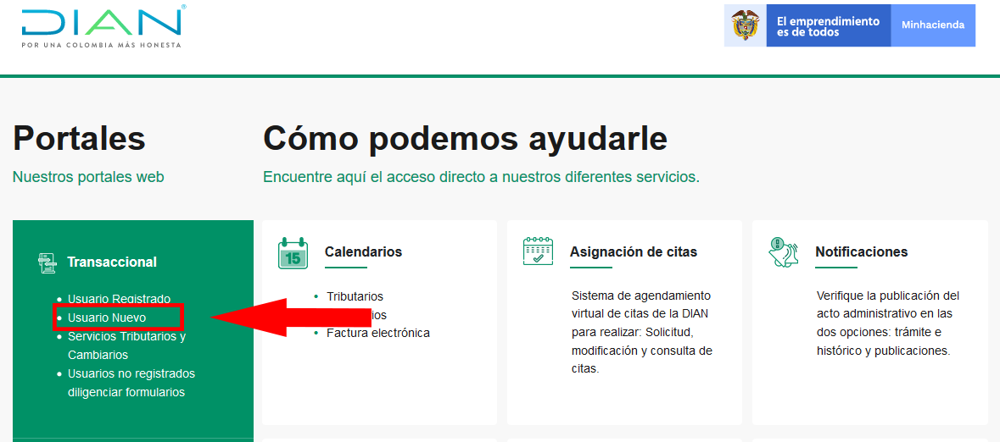 DIAN®
POR UNA COLOMBIA MÁS HONESTA
El emprendimiento
es de todos
Minhacienda
Portales
Nuestros portales web
Cómo podemos ayudarle
Encuentre aquí el acceso directo a nuestros diferentes servicios.
Transaccional
Usuario Registrado
Usuario Nuevo
Servicios Tributarios y
Cambiarios
Usuarios no registrados
diligenciar formularios
15
Calendarios
Tributarios
Factura electrónica
Asignación de citas
Sistema de agendamiento
virtual de citas de la DIAN
para realizar: Solicitud,
modificación y consulta de
citas.
Notificaciones
Verifique la publicación del
acto administrativo en las
dos opciones: trámite e
histórico y publicaciones.